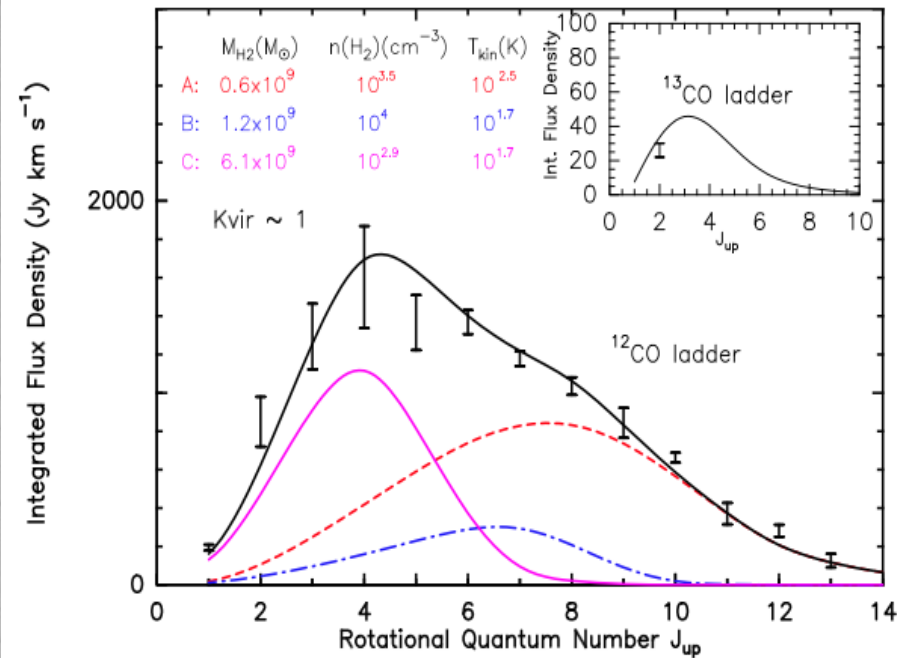 M_H2(M_⊙) n(H_2)(cm^−3) T_kin(K)
A: 0.6x10^9 10^3.5 10^2.5
B: 1.2x10^9 10^4 10^1.7
C: 6.1x10^9 10^2.9 10^1.7
Kvir ~ 1
Int. Flux Density
100
80
60
40
20
0
^13CO ladder
0 2 4 6 8 10
J_up
Integrated Flux Density (Jy km s^−1)
2000
0
^12CO ladder
0 2 4 6 8 10 12 14
Rotational Quantum Number J_up